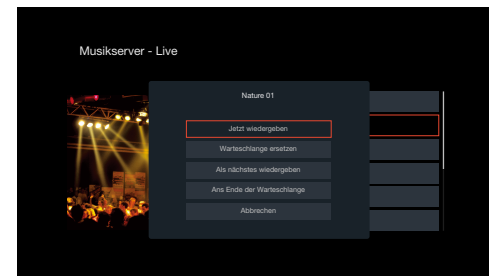 Musikserver - Live
Nature 01
Jetzt wiedergeben
Warteschlange ersetzen
Als nächstes wiedergeben
Ans Ende der Warteschlange
Abbrechen